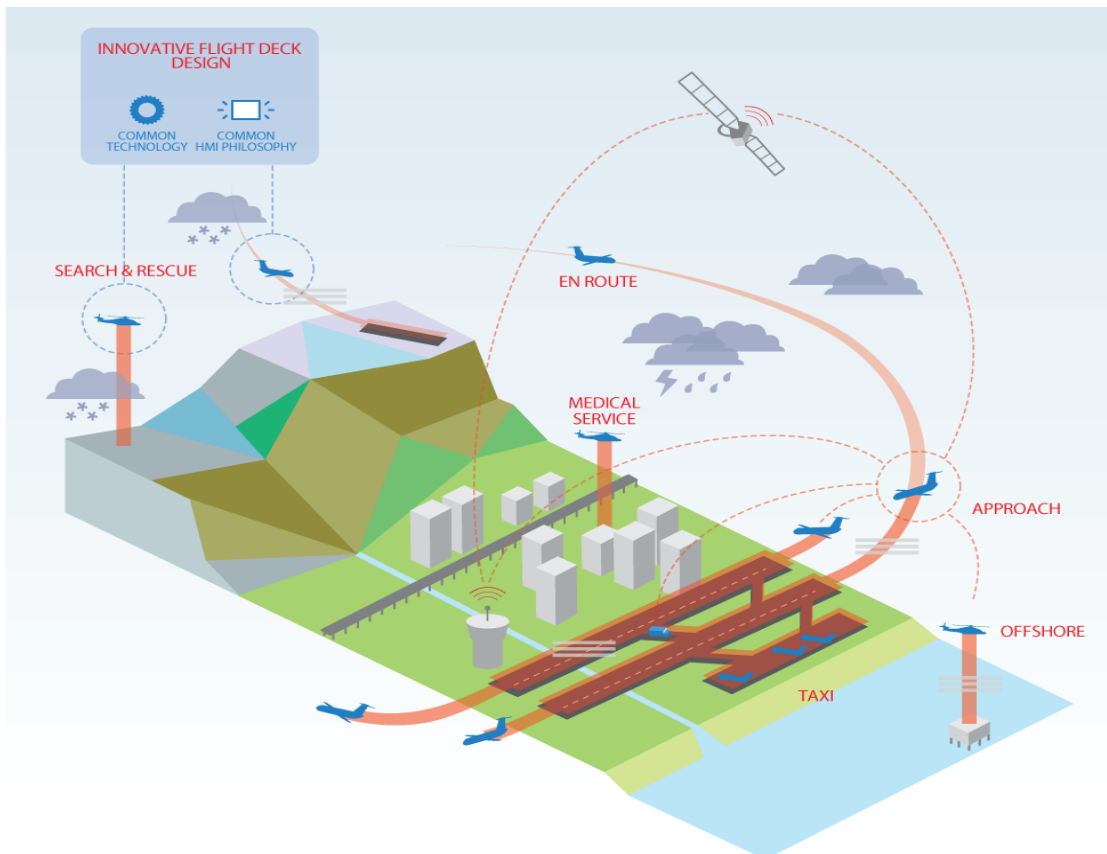 INNOVATIVE FLIGHT DECK
DESIGN
COMMON
TECHNOLOGY
COMMON
HMI PHILOSOPHY
SEARCH & RESCUE
EN ROUTE
MEDICAL
SERVICE
APPROACH
OFFSHORE
TAXI